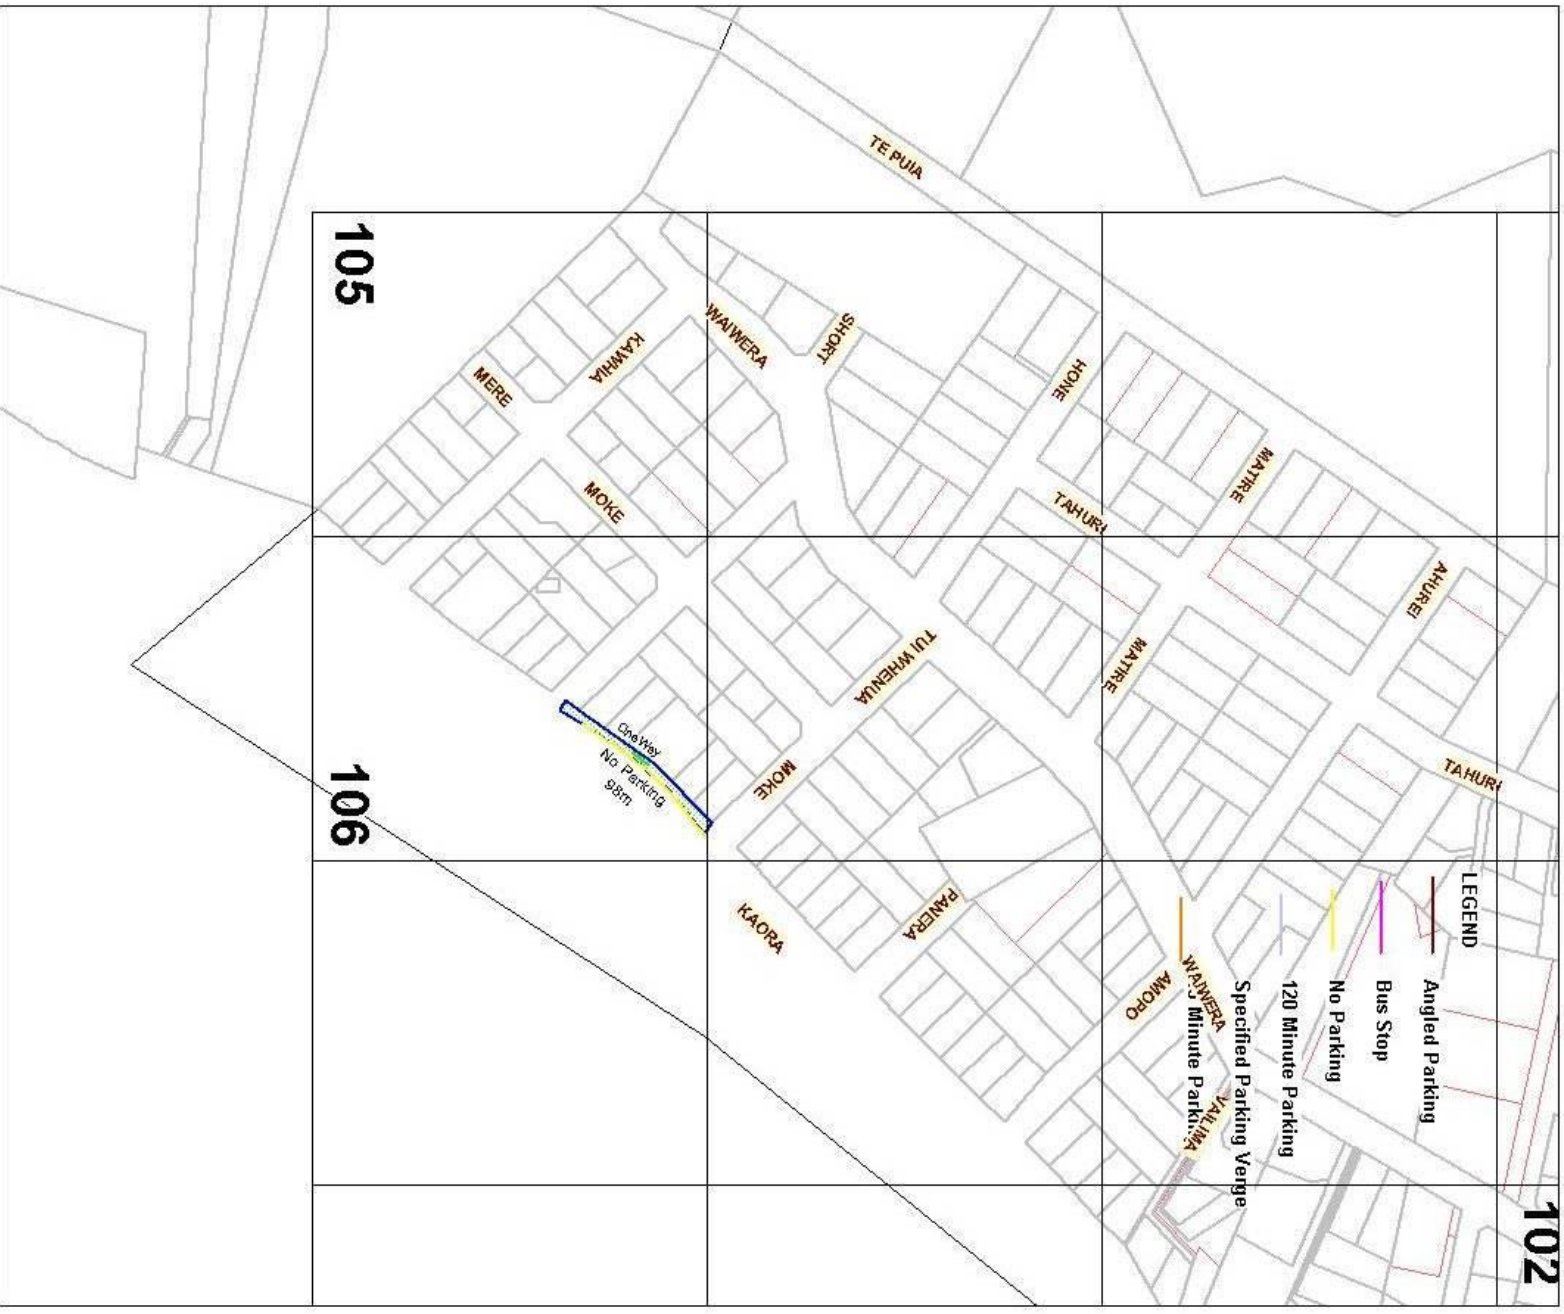 TE PUIA
105
WAIWERA
SHORT
KAWHIA
MERE
HONE
MATIRE
MOKE
TAHURI
AHUREI
TUI WHENUA
MATIRE
One Way
No Parking
98m
MOKE
TAHURI
106
KAORA
PANERA
AMOPO
WAIWERA
VAILIMA
LEGEND
Angled Parking
Bus Stop
No Parking
120 Minute Parking
Specified Parking Verge
Minute Parking
102